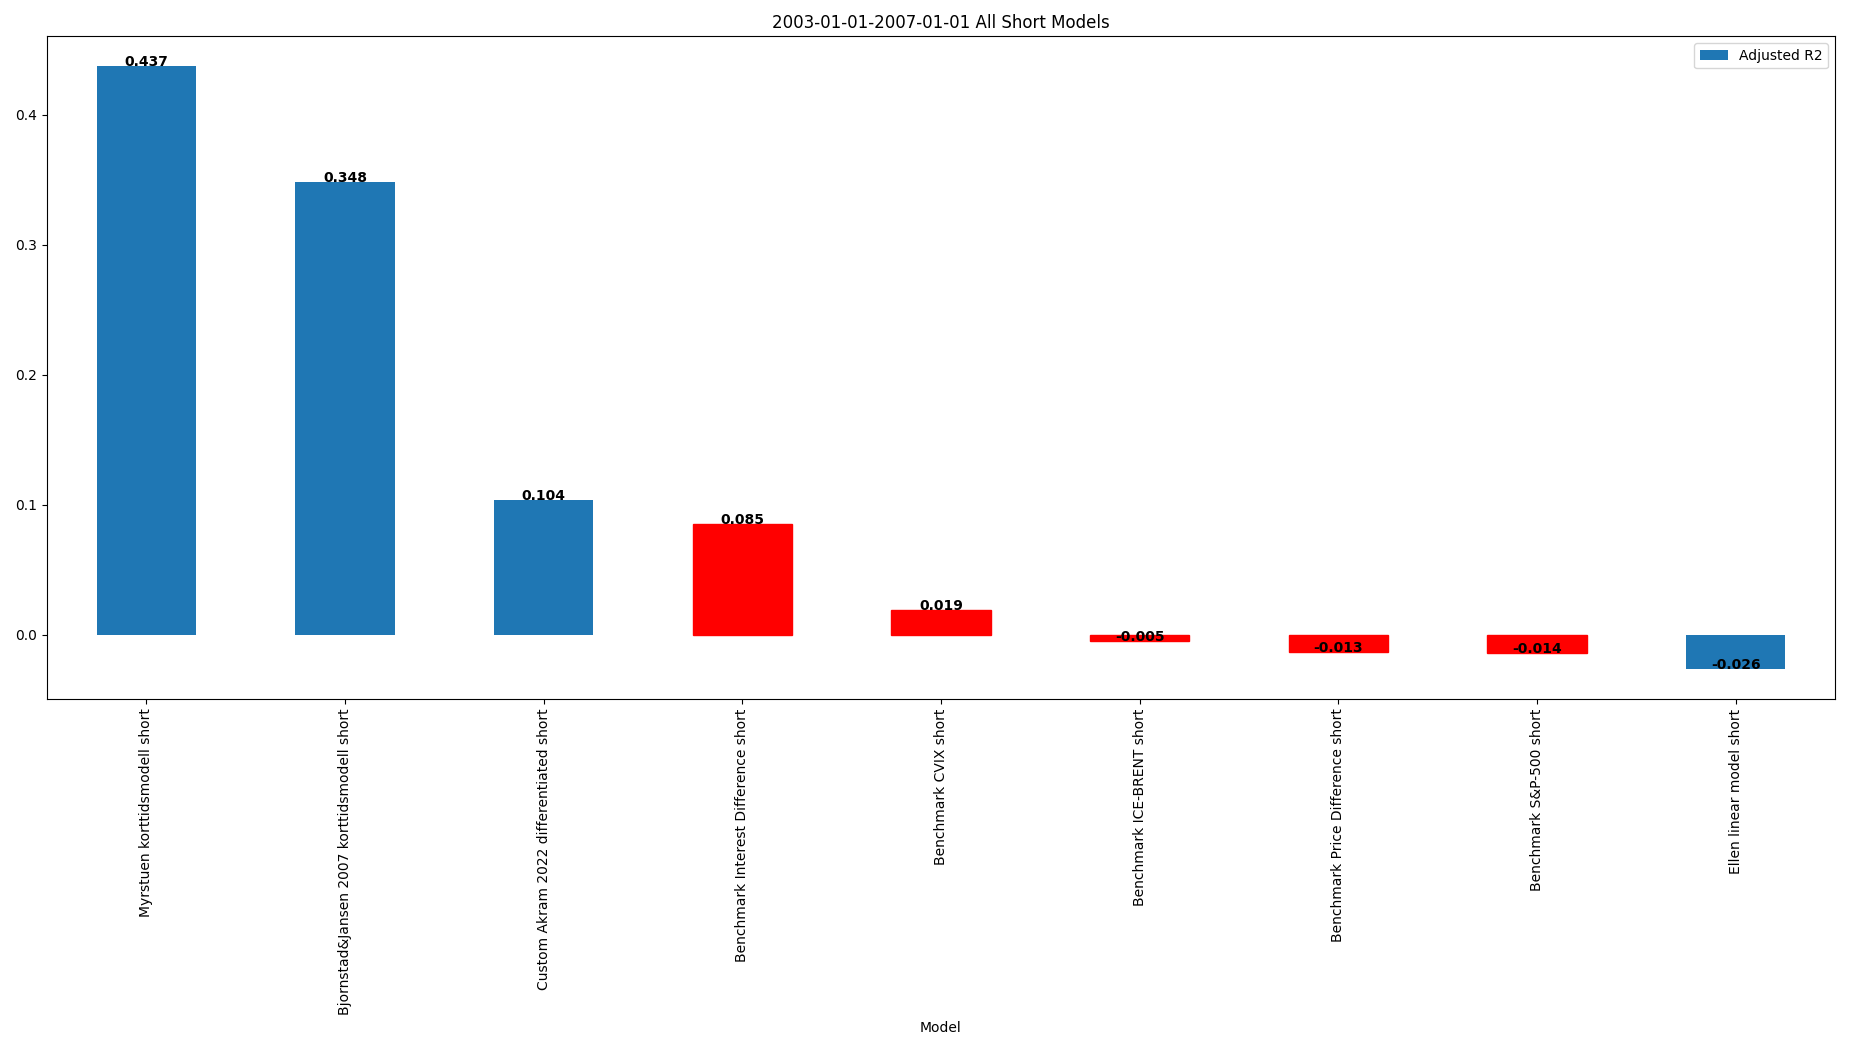 2003-01-01-2007-01-01 All Short Models
Adjusted R2
0.4
0.3
0.2
0.1
0.0
0.437
0.348
0.104
0.085
0.019
-0.005
-0.013
-0.014
-0.026
Myrstuen korttidsmodell short
Bjornstad&Jansen 2007 korttidsmodell short
Custom Akram 2022 differentiated short
Benchmark Interest Difference short
Benchmark CVIX short
Benchmark ICE-BRENT short
Benchmark Price Difference short
Benchmark S&P-500 short
Ellen linear model short
Model